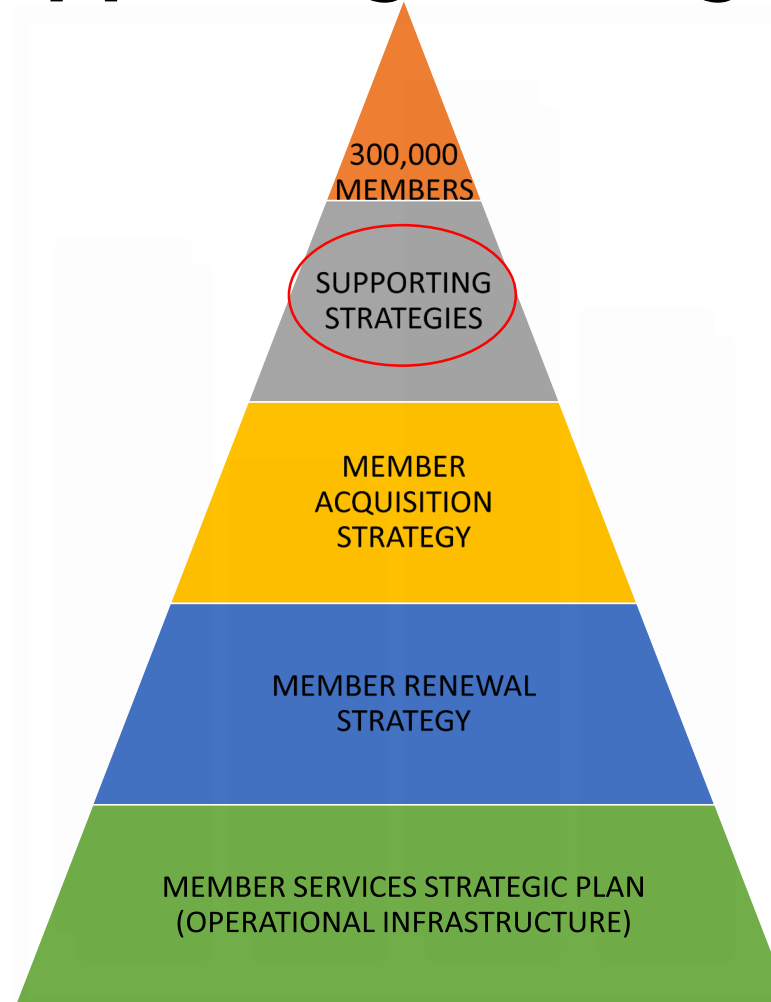 300,000
MEMBERS
SUPPORTING
STRATEGIES
MEMBER
ACQUISITION
STRATEGY
MEMBER RENEWAL
STRATEGY
MEMBER SERVICES STRATEGIC PLAN
(OPERATIONAL INFRASTRUCTURE)